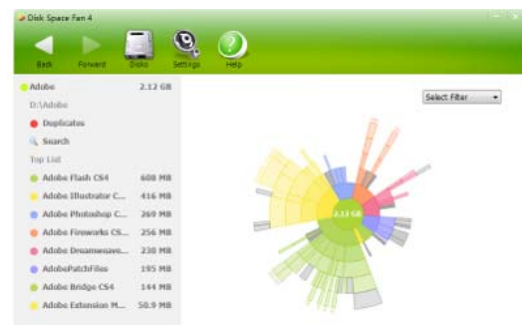 Disk Space Fan 4
Back
Forward
Disks
Settings
Help
Adobe 2.12 GB
D:\Adobe
Duplicates
Search
Top List
Adobe Flash CS4 608 MB
Adobe Illustrator C... 416 MB
Adobe Photoshop C... 269 MB
Adobe Fireworks CS... 256 MB
Adobe Dreamweave... 230 MB
AdobePatchFiles 195 MB
Adobe Bridge CS4 144 MB
Adobe Extension M... 50.9 MB
Select Filter
2.12 GB